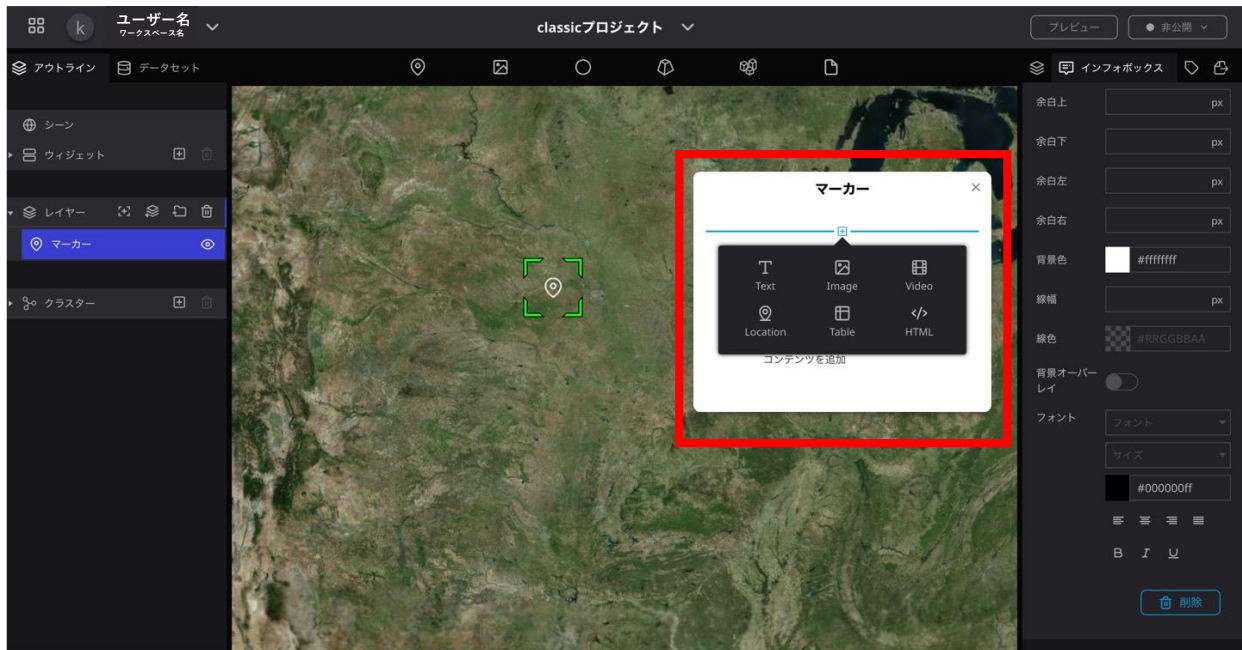 k
ユーザー名
ワークスペース名
classicプロジェクト
プレビュー
非公開
アウトライン
データセット
インフォボックス
シーン
ウィジェット
レイヤー
マーカー
クラスター
マーカー
Text
Image
Video
Location
Table
HTML
コンテンツを追加
余白上
px
余白下
px
余白左
px
余白右
px
背景色
#ffffffff
線幅
px
線色
#RRGGBBAA
背景オーバー
レイ
フォント
フォント
サイズ
#000000ff
B I U
削除